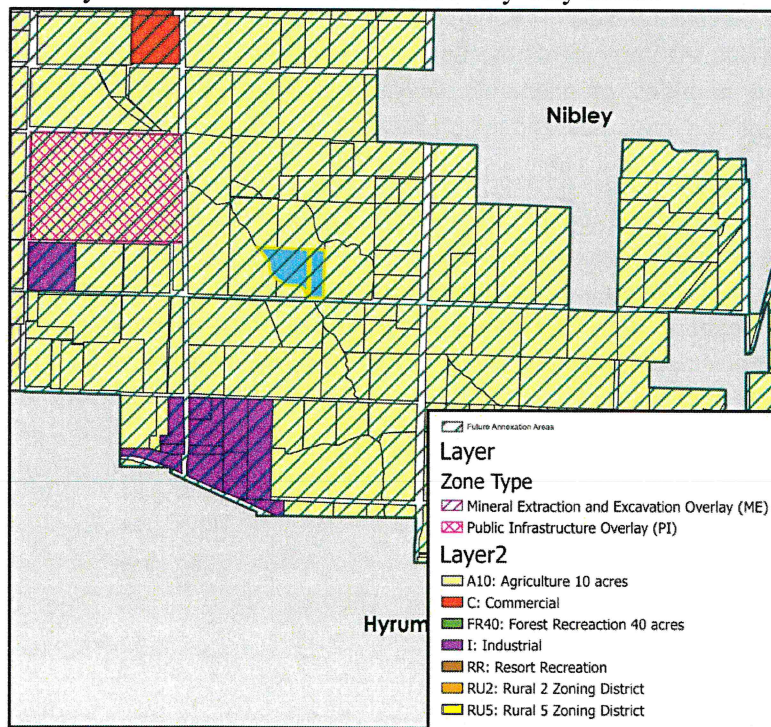 Nibley
Hyrum
Future Annexation Areas
Layer
Zone Type
Mineral Extraction and Excavation Overlay (ME)
Public Infrastructure Overlay (PI)
Layer2
A10: Agriculture 10 acres
C: Commercial
FR40: Forest Recreaction 40 acres
I: Industrial
RR: Resort Recreation
RU2: Rural 2 Zoning District
RU5: Rural 5 Zoning District